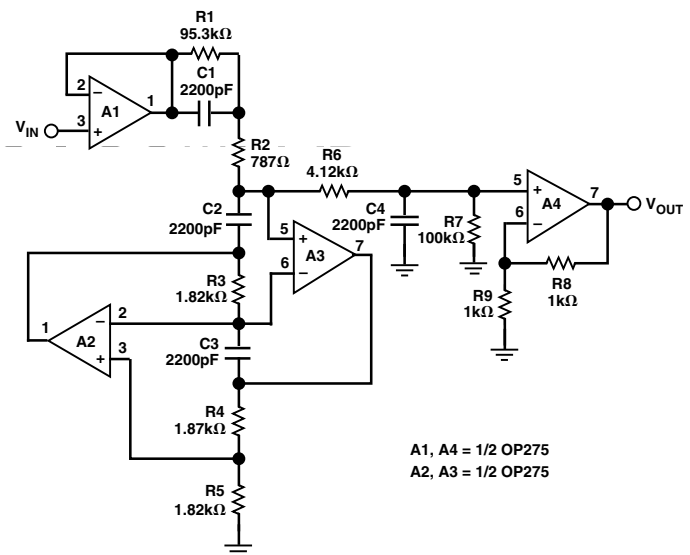 R1
95.3kΩ
C1
2200pF
2
−
A1
1
3
+
VIN
R2
787Ω
R6
4.12kΩ
C2
2200pF
5
+
A3
7
6
−
C4
2200pF
R7
100kΩ
5
+
A4
7
6
−
VOUT
R8
1kΩ
R9
1kΩ
R3
1.82kΩ
1
A2
−
2
+
3
C3
2200pF
R4
1.87kΩ
R5
1.82kΩ
A1, A4 = 1/2 OP275
A2, A3 = 1/2 OP275